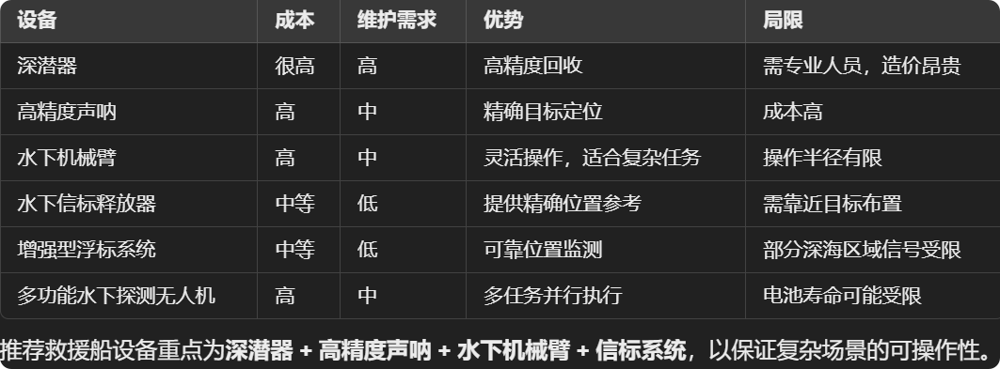 设备 成本 维护需求 优势 局限
深潜器 很高 高 高精度回收 需专业人员，造价昂贵
高精度声呐 高 中 精确目标定位 成本高
水下机械臂 高 中 灵活操作，适合复杂任务 操作半径有限
水下信标释放器 中等 低 提供精确位置参考 需靠近目标布置
增强型浮标系统 中等 低 可靠位置监测 部分深海区域信号受限
多功能水下探测无人机 高 中 多任务并行执行 电池寿命可能受限
推荐救援船设备重点为深潜器 + 高精度声呐 + 水下机械臂 + 信标系统，以保证复杂场景的可操作性。